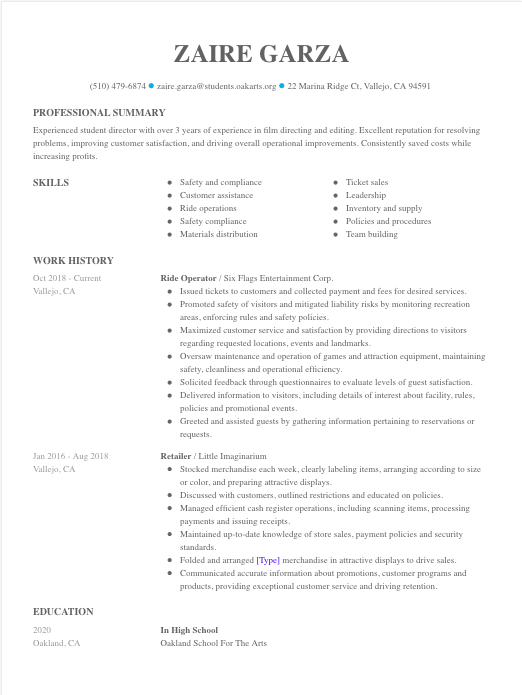 ZAIRE GARZA
(510) 479-6874 ● zaire.garza@students.oakarts.org ● 22 Marina Ridge Ct, Vallejo, CA 94591
PROFESSIONAL SUMMARY
Experienced student director with over 3 years of experience in film directing and editing. Excellent reputation for resolving
problems, improving customer satisfaction, and driving overall operational improvements. Consistently saved costs while
increasing profits.
SKILLS
● Safety and compliance
● Customer assistance
● Ride operations
● Safety compliance
● Materials distribution
● Ticket sales
● Leadership
● Inventory and supply
● Policies and procedures
● Team building
WORK HISTORY
Oct 2018 - Current
Vallejo, CA
Ride Operator / Six Flags Entertainment Corp.
● Issued tickets to customers and collected payment and fees for desired services.
● Promoted safety of visitors and mitigated liability risks by monitoring recreation
areas, enforcing rules and safety policies.
● Maximized customer service and satisfaction by providing directions to visitors
regarding requested locations, events and landmarks.
● Oversaw maintenance and operation of games and attraction equipment, maintaining
safety, cleanliness and operational efficiency.
● Solicited feedback through questionnaires to evaluate levels of guest satisfaction.
● Delivered information to visitors, including details of interest about facility, rules,
policies and promotional events.
● Greeted and assisted guests by gathering information pertaining to reservations or
requests.
Jan 2016 - Aug 2018
Vallejo, CA
Retailer / Little Imaginarium
● Stocked merchandise each week, clearly labeling items, arranging according to size
or color, and preparing attractive displays.
● Discussed with customers, outlined restrictions and educated on policies.
● Managed efficient cash register operations, including scanning items, processing
payments and issuing receipts.
● Maintained up-to-date knowledge of store sales, payment policies and security
standards.
● Folded and arranged [Type] merchandise in attractive displays to drive sales.
● Communicated accurate information about promotions, customer programs and
products, providing exceptional customer service and driving retention.
EDUCATION
2020
Oakland, CA
In High School
Oakland School For The Arts